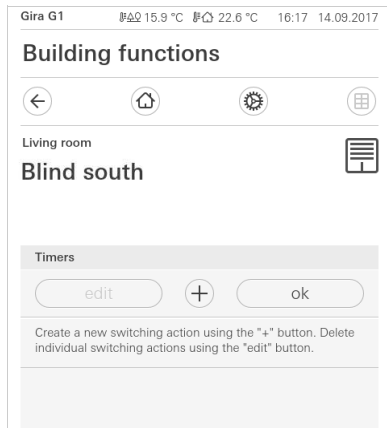 Gira G1 15.9 °C 22.6 °C 16:17 14.09.2017
Building functions
Living room
Blind south
Timers
edit + ok
Create a new switching action using the "+" button. Delete
individual switching actions using the "edit" button.